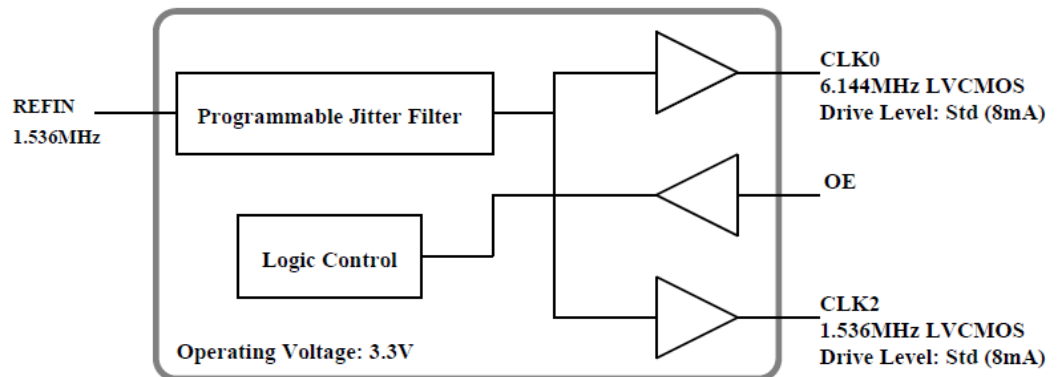 REFIN
1.536MHz
Programmable Jitter Filter
Logic Control
Operating Voltage: 3.3V
CLK0
6.144MHz LVCMOS
Drive Level: Std (8mA)
OE
CLK2
1.536MHz LVCMOS
Drive Level: Std (8mA)